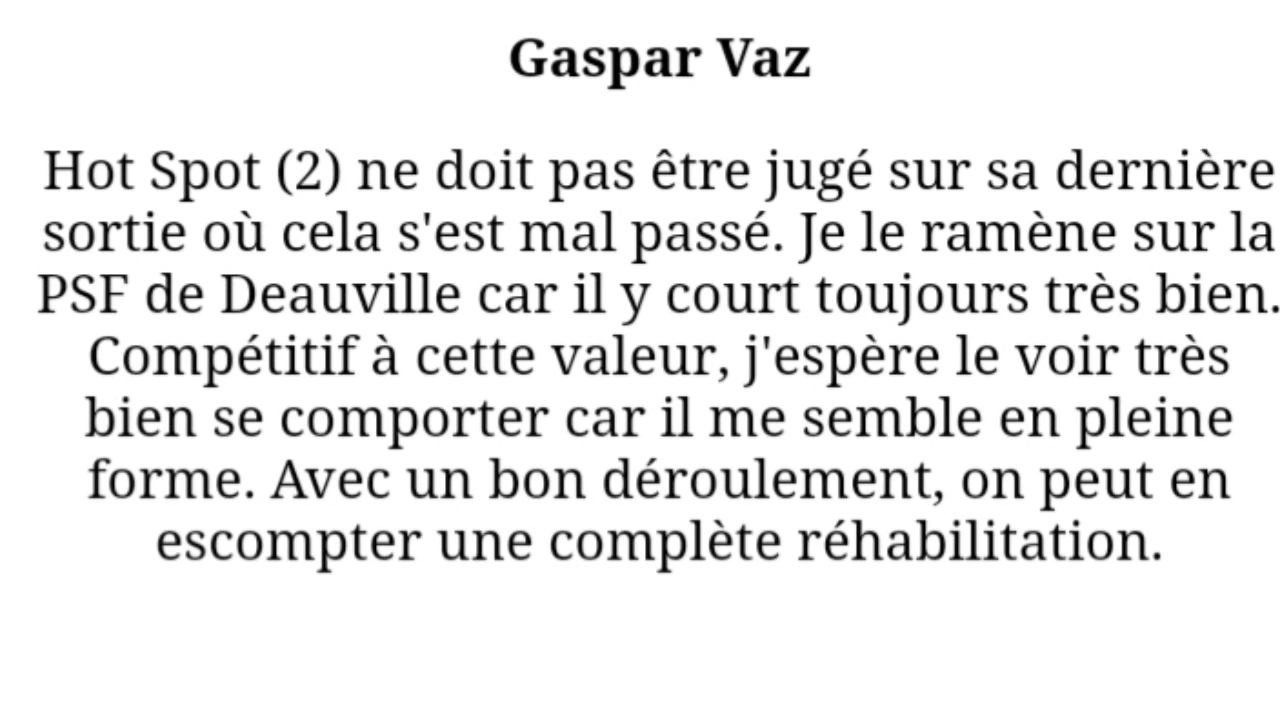 Gaspar Vaz
Hot Spot (2) ne doit pas être jugé sur sa dernière
sortie où cela s'est mal passé. Je le ramène sur la
PSF de Deauville car il y court toujours très bien.
Compétitif à cette valeur, j'espère le voir très
bien se comporter car il me semble en pleine
forme. Avec un bon déroulement, on peut en
escompter une complète réhabilitation.